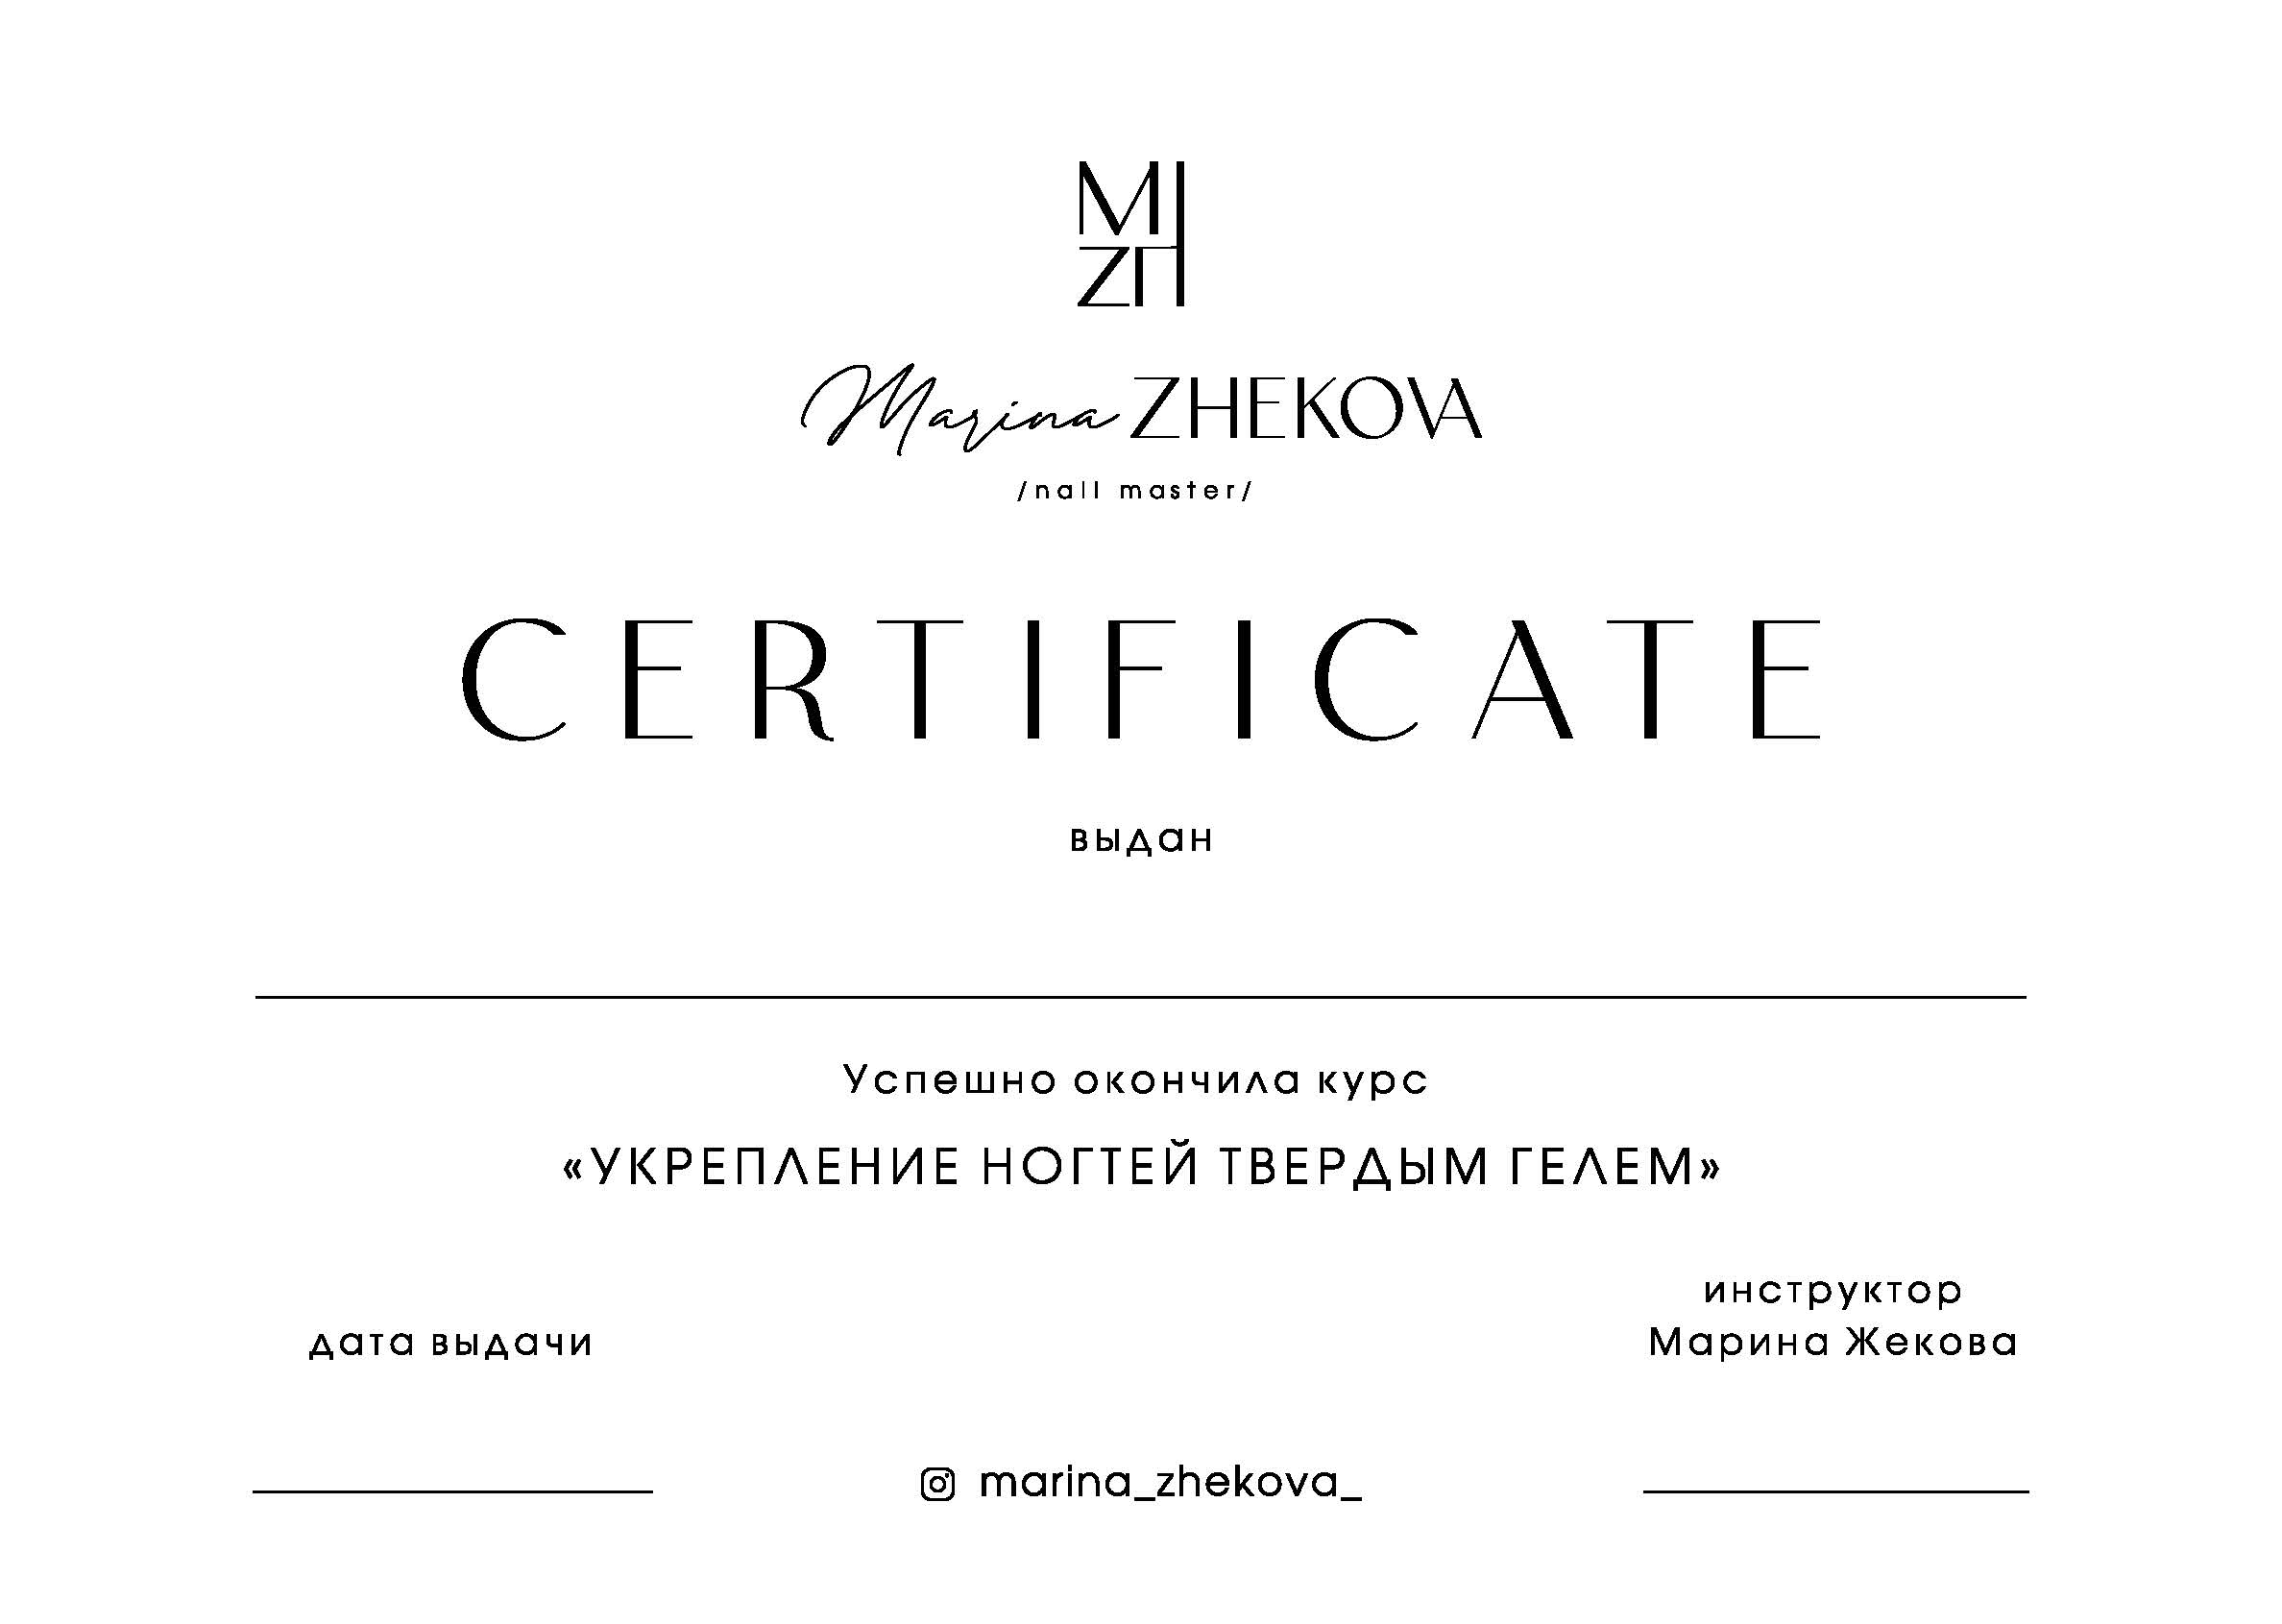 MZH
Marina ZHEKOVA
/nail master/
CERTIFICATE
выдан
Успешно окончила курс
«УКРЕПЛЕНИЕ НОГТЕЙ ТВЕРДЫМ ГЕЛЕМ»
инструктор
дата выдачи
Марина Жекова
marina_zhekova_